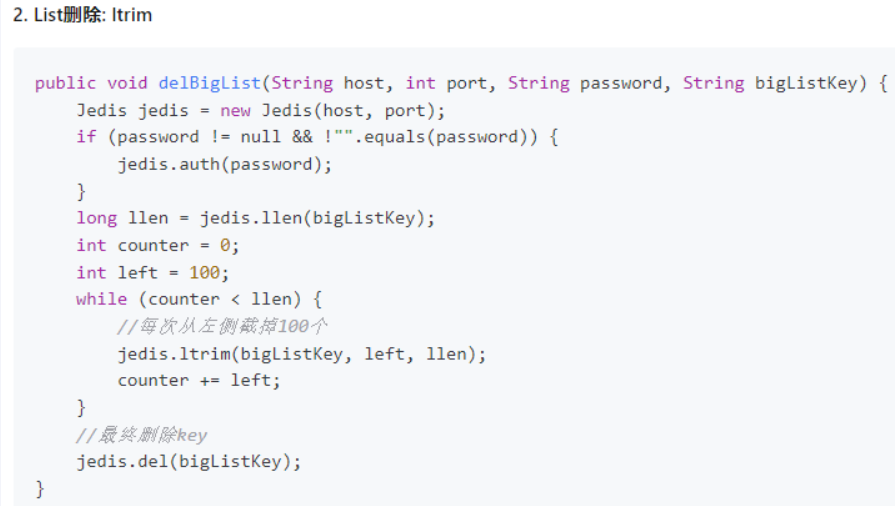 2. List删除: ltrim
public void delBigList(String host, int port, String password, String bigListKey) {
    Jedis jedis = new Jedis(host, port);
    if (password != null && !"".equals(password)) {
        jedis.auth(password);
    }
    long llen = jedis.llen(bigListKey);
    int counter = 0;
    int left = 100;
    while (counter < llen) {
        //每次从左侧截掉100个
        jedis.ltrim(bigListKey, left, llen);
        counter += left;
    }
    //最终删除key
    jedis.del(bigListKey);
}